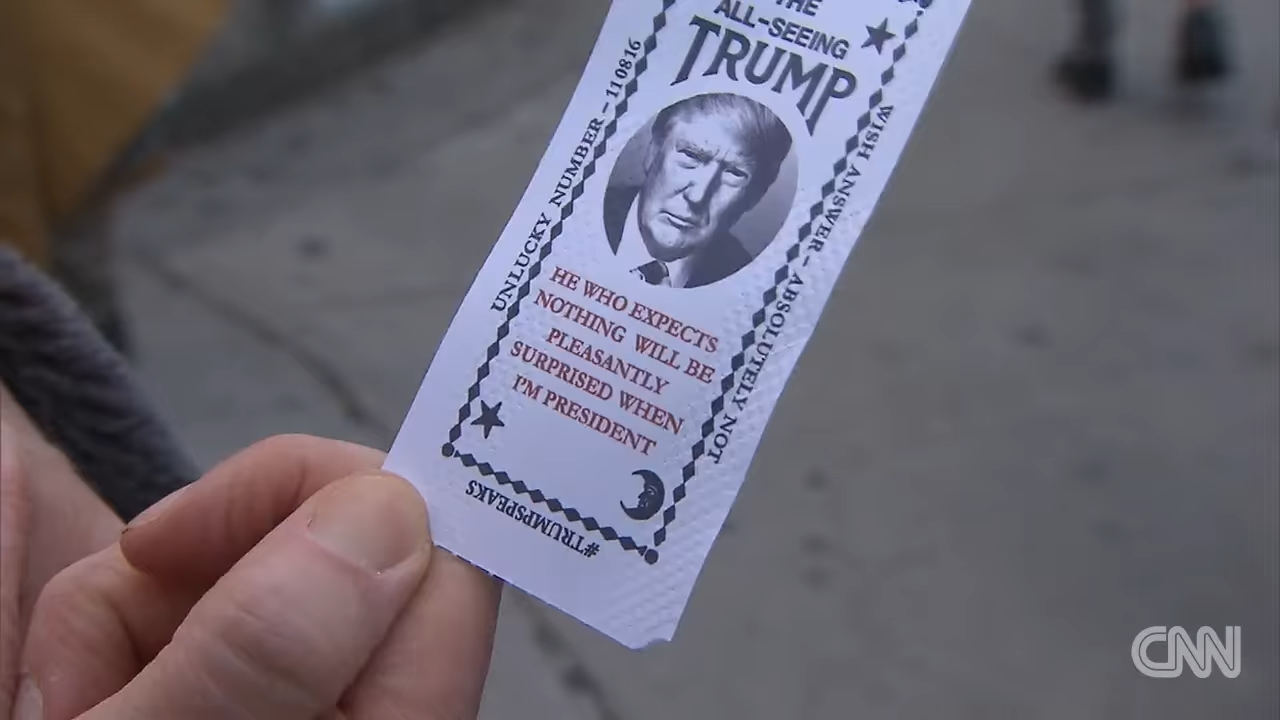 THE
ALL-SEEING
TRUMP
UNLUCKY NUMBER - 110816
WISH ANSWER - ABSOLUTELY NOT
HE WHO EXPECTS
NOTHING WILL BE
PLEASANTLY
SURPRISED WHEN
I'M PRESIDENT
#TRUMPSPEAKS
CNN